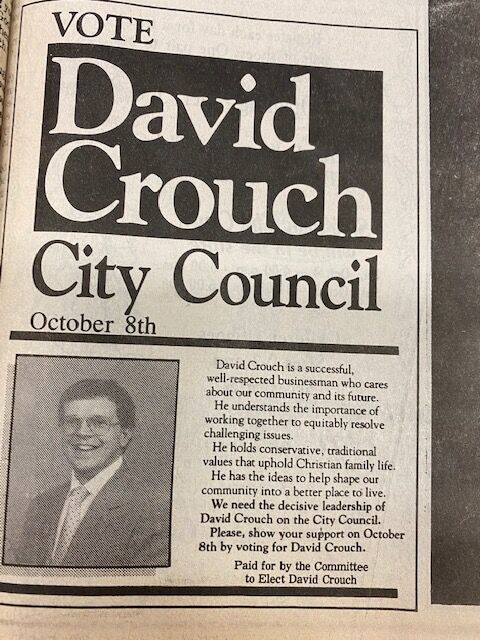 VOTE
David
Crouch
City Council
October 8th
David Crouch is a successful,
well-respected businessman who cares
about our community and its future.
He understands the importance of
working together to equitably resolve
challenging issues.
He holds conservative, traditional
values that uphold Christian family life.
He has the ideas to help shape our
community into a better place to live.
We need the decisive leadership of
David Crouch on the City Council.
Please, show your support on October
8th by voting for David Crouch.
Paid for by the Committee
to Elect David Crouch